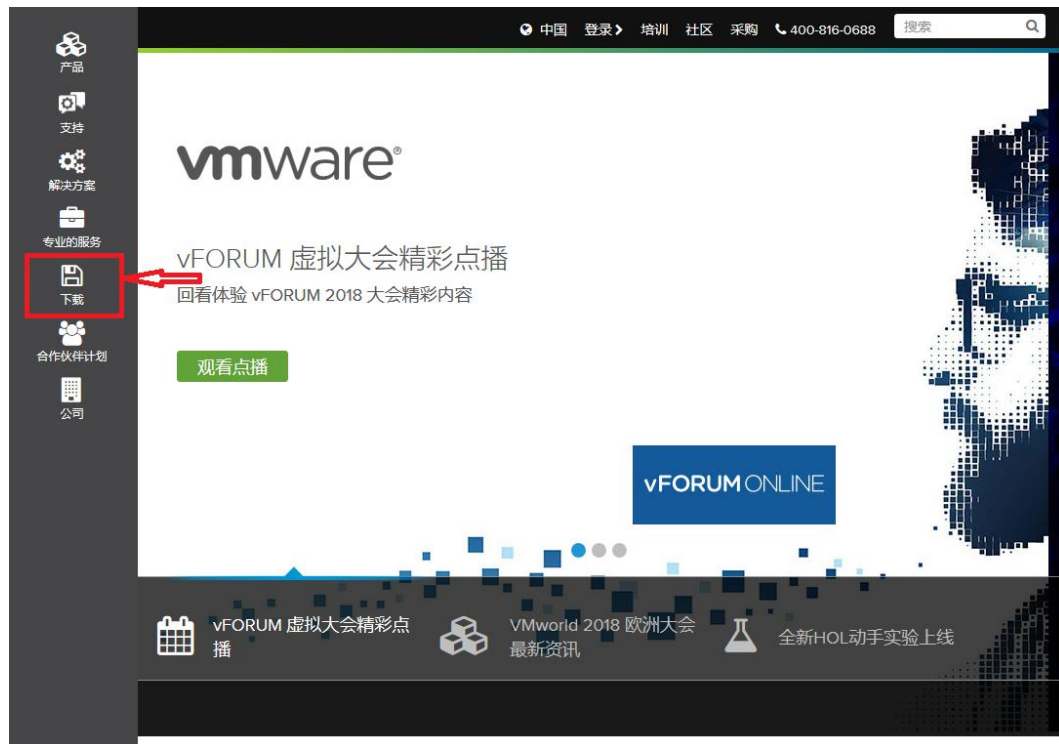 中国 登录 培训 社区 采购 400-816-0688 搜索
产品
支持
解决方案
专业的服务
下载
合作伙伴计划
公司
vmware®
vFORUM 虚拟大会精彩点播
回看体验 vFORUM 2018 大会精彩内容
观看点播
vFORUM ONLINE
vFORUM 虚拟大会精彩点
播
VMworld 2018 欧洲大会
最新资讯
全新HOL动手实验上线